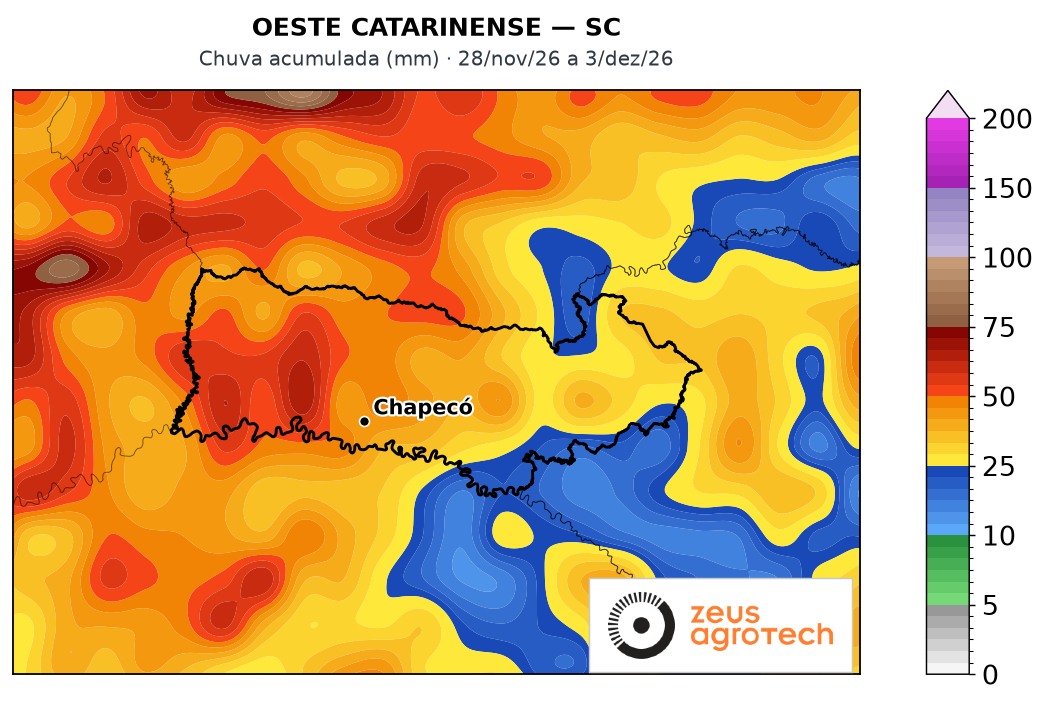 OESTE CATARINENSE — SC
Chuva acumulada (mm) · 28/nov/26 a 3/dez/26
Chapecó
200
150
100
75
50
25
10
5
0
zeus
agrotech